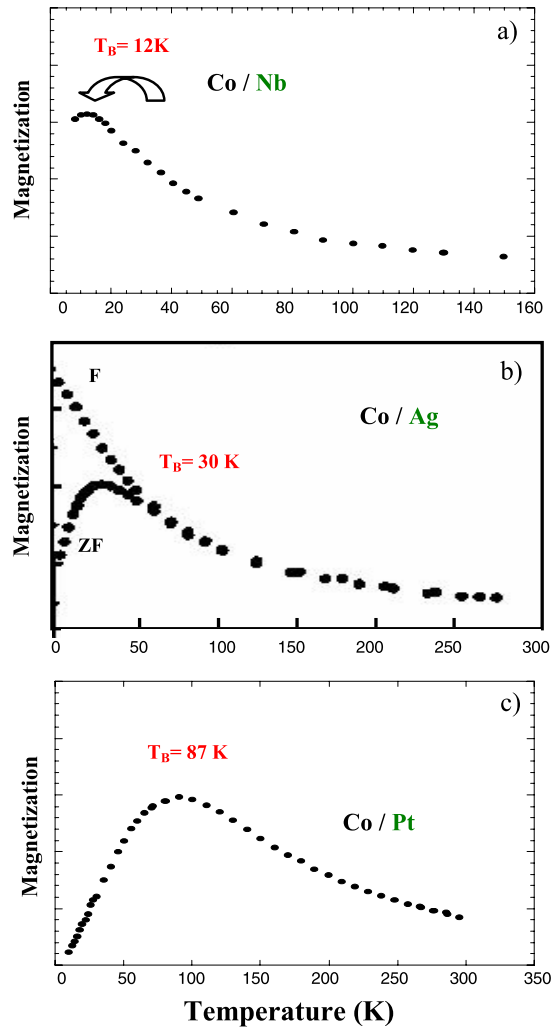 a)
T_B= 12K
Co / Nb
Magnetization
0 20 40 60 80 100 120 140 160
b)
F
Co / Ag
T_B= 30 K
ZF
Magnetization
0 50 100 150 200 250 300
c)
T_B= 87 K
Co / Pt
Magnetization
0 50 100 150 200 250 300 350
Temperature (K)